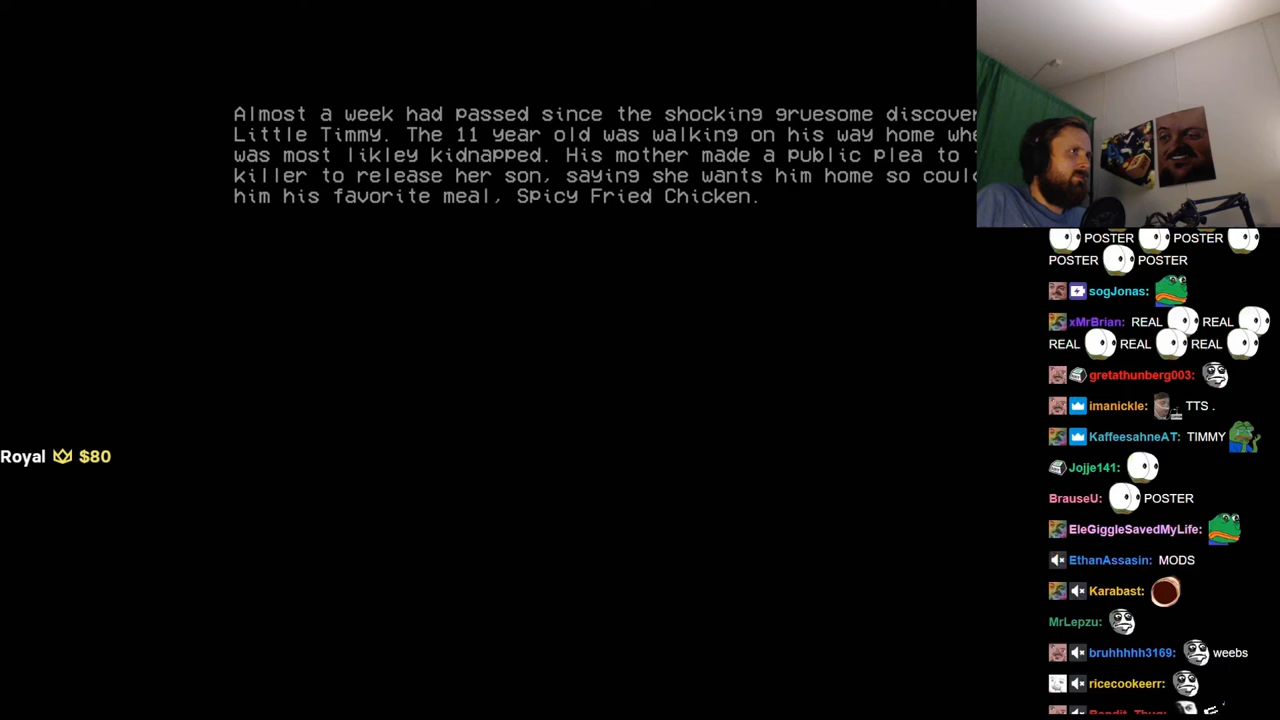 Almost a week had passed since the shocking gruesome discover
Little Timmy. The 11 year old was walking on his way home whe
was most likley kidnapped. His mother made a public plea to
killer to release her son, saying she wants him home so coul
him his favorite meal, Spicy Fried Chicken.
POSTER POSTER
POSTER POSTER
sogJonas:
xMrBrian: REAL REAL
REAL REAL REAL
gretathunberg003:
imanickle: TTS .
KaffeesahneAT: TIMMY
Royal $80
Jojje141:
BrauseU: POSTER
EleGiggleSavedMyLife:
EthanAssasin: MODS
Karabast:
MrLepzu:
bruhhhhh3169: weebs
ricecookeerr: